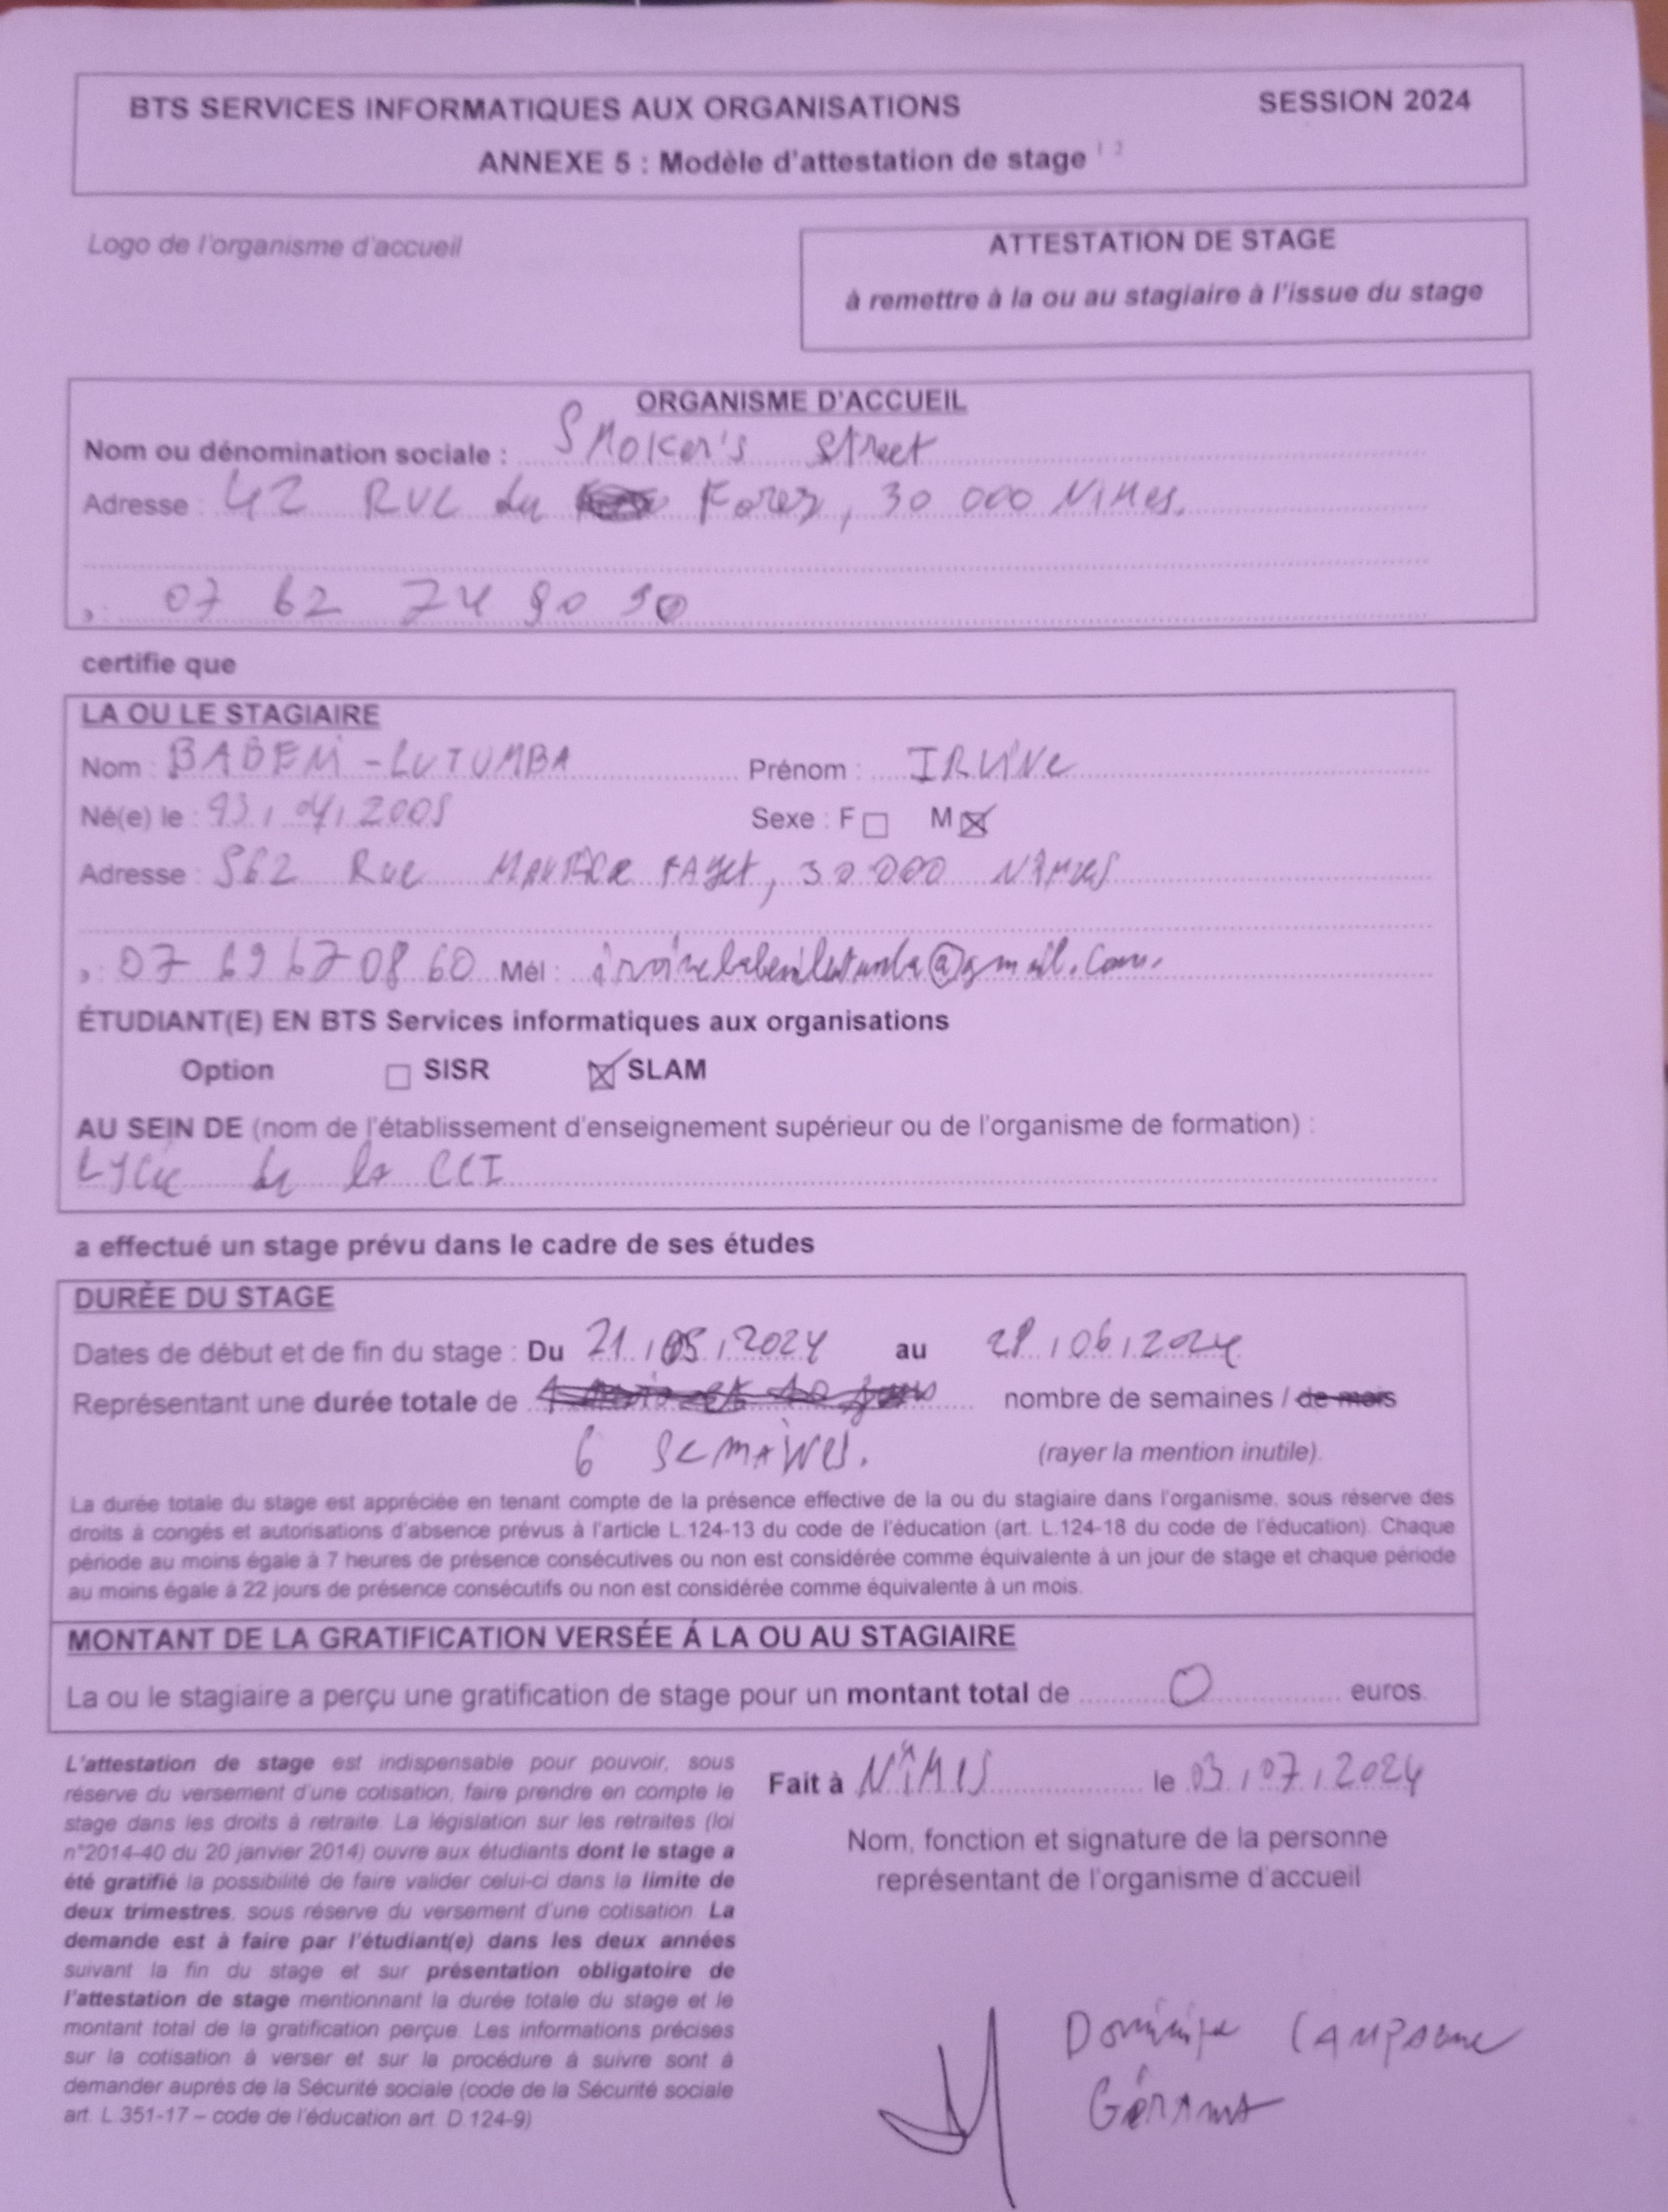 BTS SERVICES INFORMATIQUES AUX ORGANISATIONS SESSION 2024
ANNEXE 5 : Modèle d'attestation de stage 12
Logo de l'organisme d'accueil
ATTESTATION DE STAGE
à remettre à la ou au stagiaire à l'issue du stage
ORGANISME D'ACCUEIL
Nom ou dénomination sociale : Smoker's Street
Adresse : 42 Rue du Forez, 30 000 Nimes.
07 62 74 90 90
certifie que
LA OU LE STAGIAIRE
Nom : BABEM-LUTUMBA Prénom : IRVINE
Né(e) le : Sexe : F M
Adresse : 562 Rue MAURICE FAYET, 30 000 NÎMES
07 69 67 08 60 Mél :
ÉTUDIANT(E) EN BTS Services informatiques aux organisations
Option SISR SLAM
AU SEIN DE (nom de l'établissement d'enseignement supérieur ou de l'organisme de formation) :
Lycée de la CCI
a effectué un stage prévu dans le cadre de ses études
DURÉE DU STAGE
Dates de début et de fin du stage : Du 21/05/2024 au 28/06/2024
Représentant une durée totale de nombre de semaines / de mois
6 semaines. (rayer la mention inutile).
La durée totale du stage est appréciée en tenant compte de la présence effective de la ou du stagiaire dans l'organisme, sous réserve des
droits à congés et autorisations d'absence prévus à l'article L.124-13 du code de l'éducation (art. L.124-18 du code de l'éducation). Chaque
période au moins égale à 7 heures de présence consécutives ou non est considérée comme équivalente à un jour de stage et chaque période
au moins égale à 22 jours de présence consécutifs ou non est considérée comme équivalente à un mois.
MONTANT DE LA GRATIFICATION VERSÉE Á LA OU AU STAGIAIRE
La ou le stagiaire a perçu une gratification de stage pour un montant total de 0 euros.
L'attestation de stage est indispensable pour pouvoir, sous
réserve du versement d'une cotisation, faire prendre en compte le
stage dans les droits à retraite. La législation sur les retraites (loi
n°2014-40 du 20 janvier 2014) ouvre aux étudiants dont le stage a
été gratifié la possibilité de faire valider celui-ci dans la limite de
deux trimestres, sous réserve du versement d'une cotisation. La
demande est à faire par l'étudiant(e) dans les deux années
suivant la fin du stage et sur présentation obligatoire de
l'attestation de stage mentionnant la durée totale du stage et le
montant total de la gratification perçue. Les informations précises
sur la cotisation à verser et sur la procédure à suivre sont à
demander auprès de la Sécurité sociale (code de la Sécurité sociale
art. L.351-17 – code de l'éducation art. D.124-9)
Fait à NÎMES le 03/07/2024
Nom, fonction et signature de la personne
représentant de l'organisme d'accueil
Dominique
Gérant